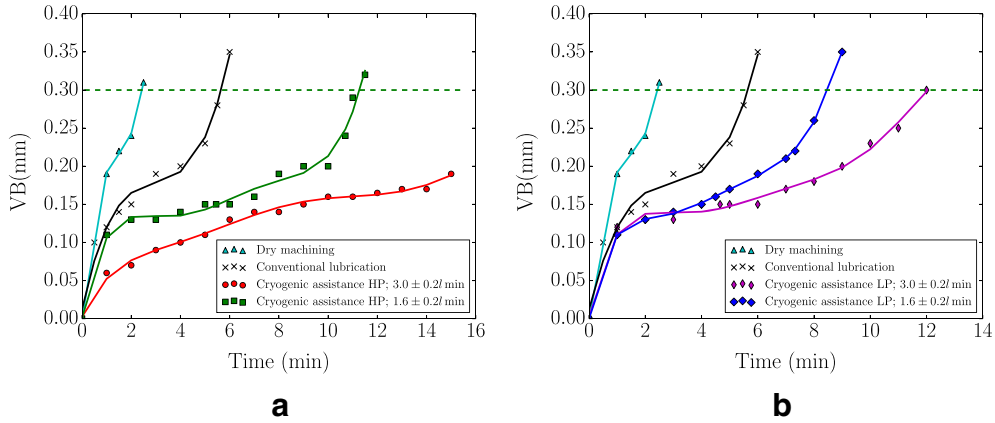 0.40
0.35
0.30
0.25
0.20
0.15
0.10
0.05
0.00
VB(mm)
0 2 4 6 8 10 12 14 16
Time (min)
Dry machining
Conventional lubrication
Cryogenic assistance HP; 3.0 ± 0.2l min
Cryogenic assistance HP; 1.6 ± 0.2l min
a
0.40
0.35
0.30
0.25
0.20
0.15
0.10
0.05
0.00
VB(mm)
0 2 4 6 8 10 12 14
Time (min)
Dry machining
Conventional lubrication
Cryogenic assistance LP; 3.0 ± 0.2l min
Cryogenic assistance LP; 1.6 ± 0.2l min
b